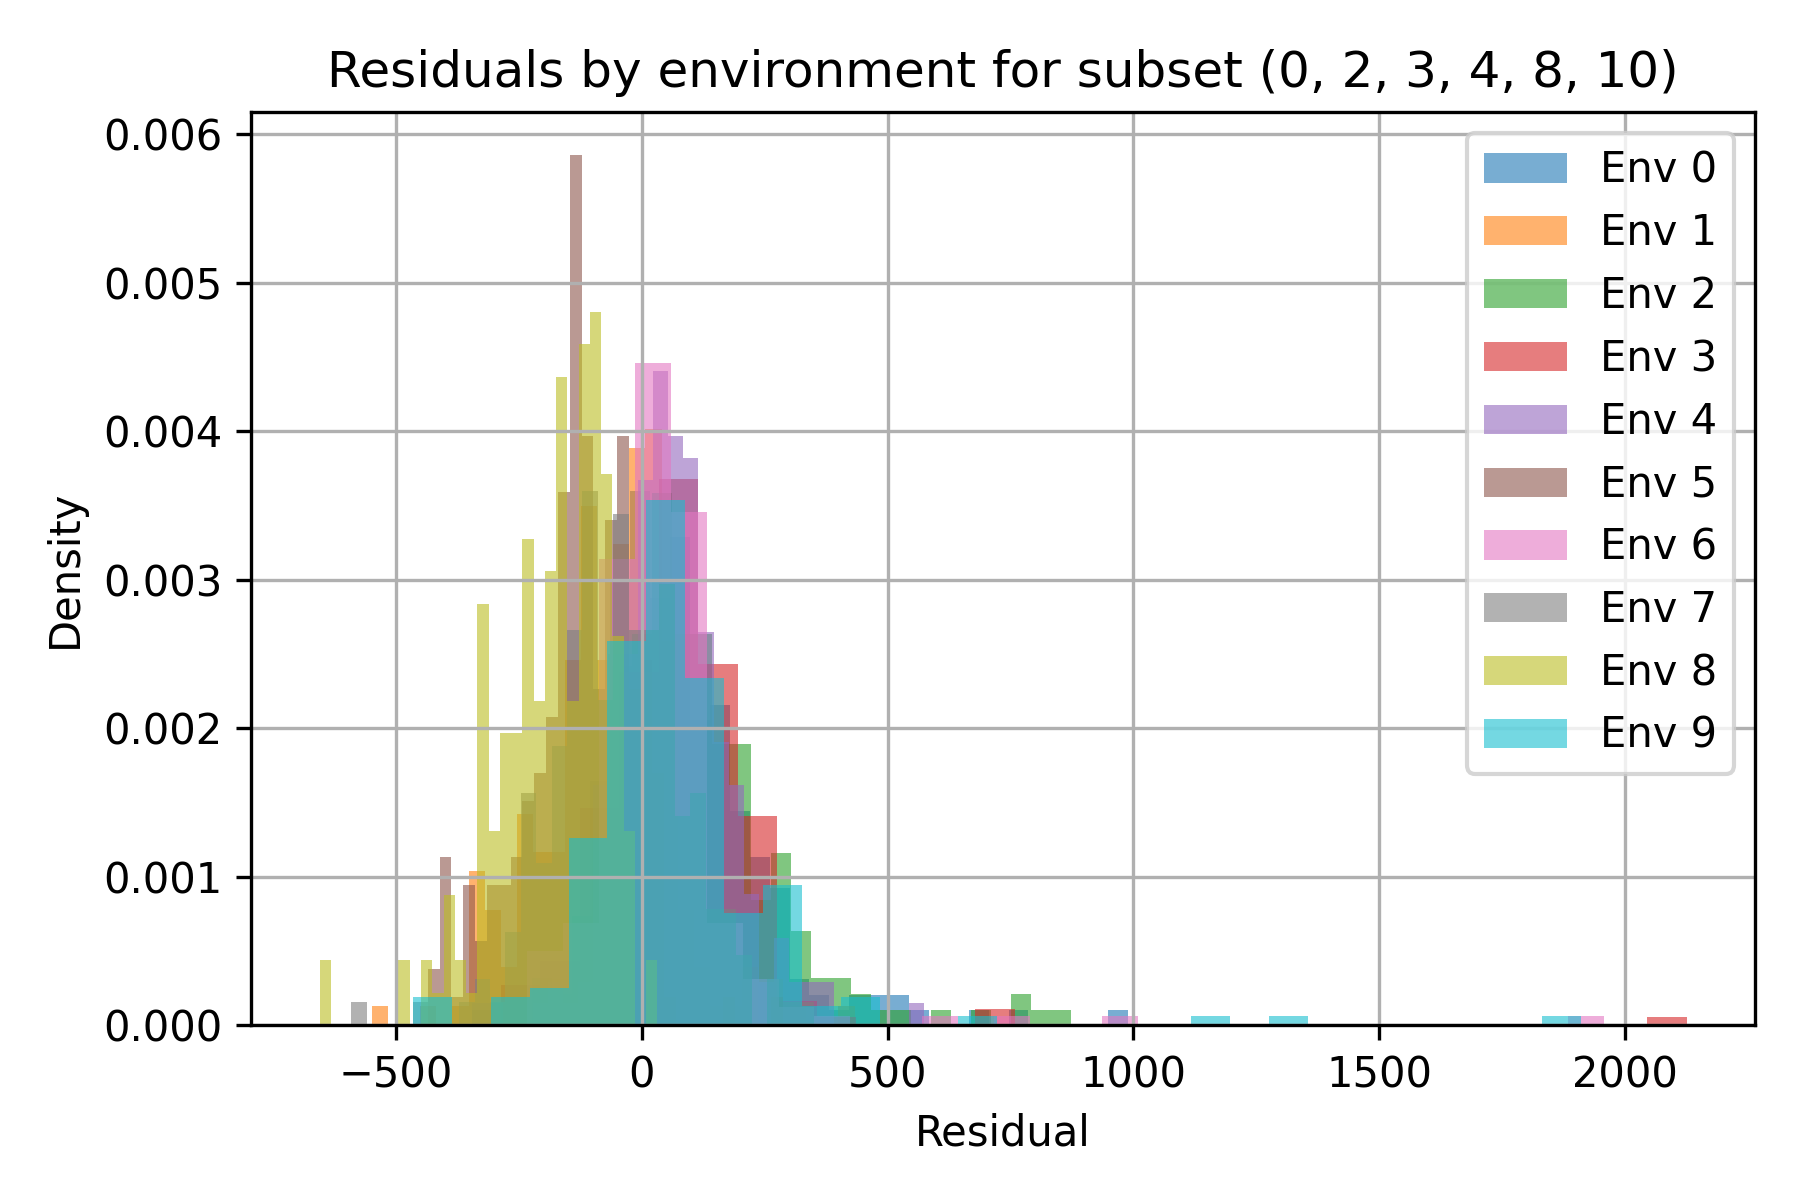 Residuals by environment for subset (0, 2, 3, 4, 8, 10)
0.006
0.005
0.004
0.003
0.002
0.001
0.000
Density
−500
0
500
1000
1500
2000
Residual
Env 0
Env 1
Env 2
Env 3
Env 4
Env 5
Env 6
Env 7
Env 8
Env 9